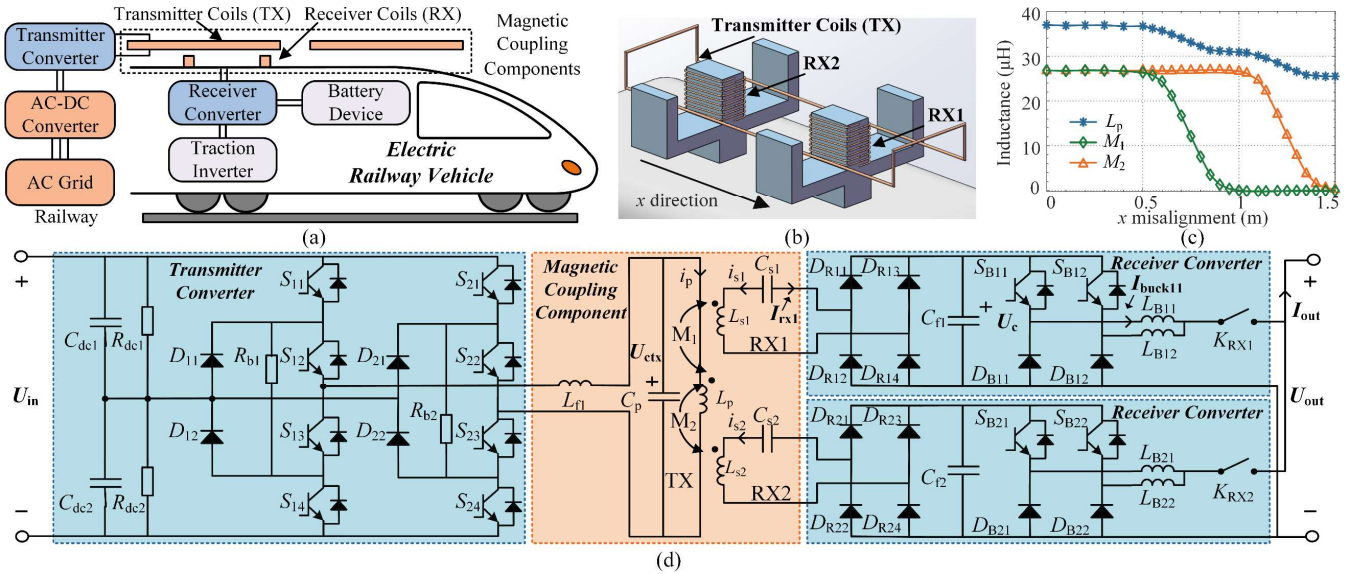 Transmitter Coils (TX)
Receiver Coils (RX)
Magnetic
Coupling
Components
Transmitter
Converter
AC-DC
Converter
AC Grid
Railway
Receiver
Converter
Battery
Device
Traction
Inverter
Electric
Railway Vehicle
(a)
Transmitter Coils (TX)
RX2
RX1
x direction
(b)
Inductance (μH)
40
30
20
10
0
Lp
M1
M2
0
0.5
1
1.5
x misalignment (m)
(c)
Transmitter
Converter
Uin
+
−
Cdc1
Rdc1
Cdc2
Rdc2
D11
D12
Rb1
S11
S12
S13
S14
D21
D22
Rb2
S21
S22
S23
S24
Magnetic
Coupling
Component
Lf1
Uctx
+
Cp
ip
M1
M2
Lp
TX
is1
Cs1
Irx1
Ls1
RX1
is2
Cs2
Ls2
RX2
Receiver Converter
DR11
DR13
DR12
DR14
Cf1
+
Uc
SB11
SB12
Ibuck11
LB11
LB12
DB11
DB12
KRX1
Receiver Converter
DR21
DR23
DR22
DR24
Cf2
SB21
SB22
LB21
LB22
DB21
DB22
KRX2
+
Iout
Uout
−
(d)